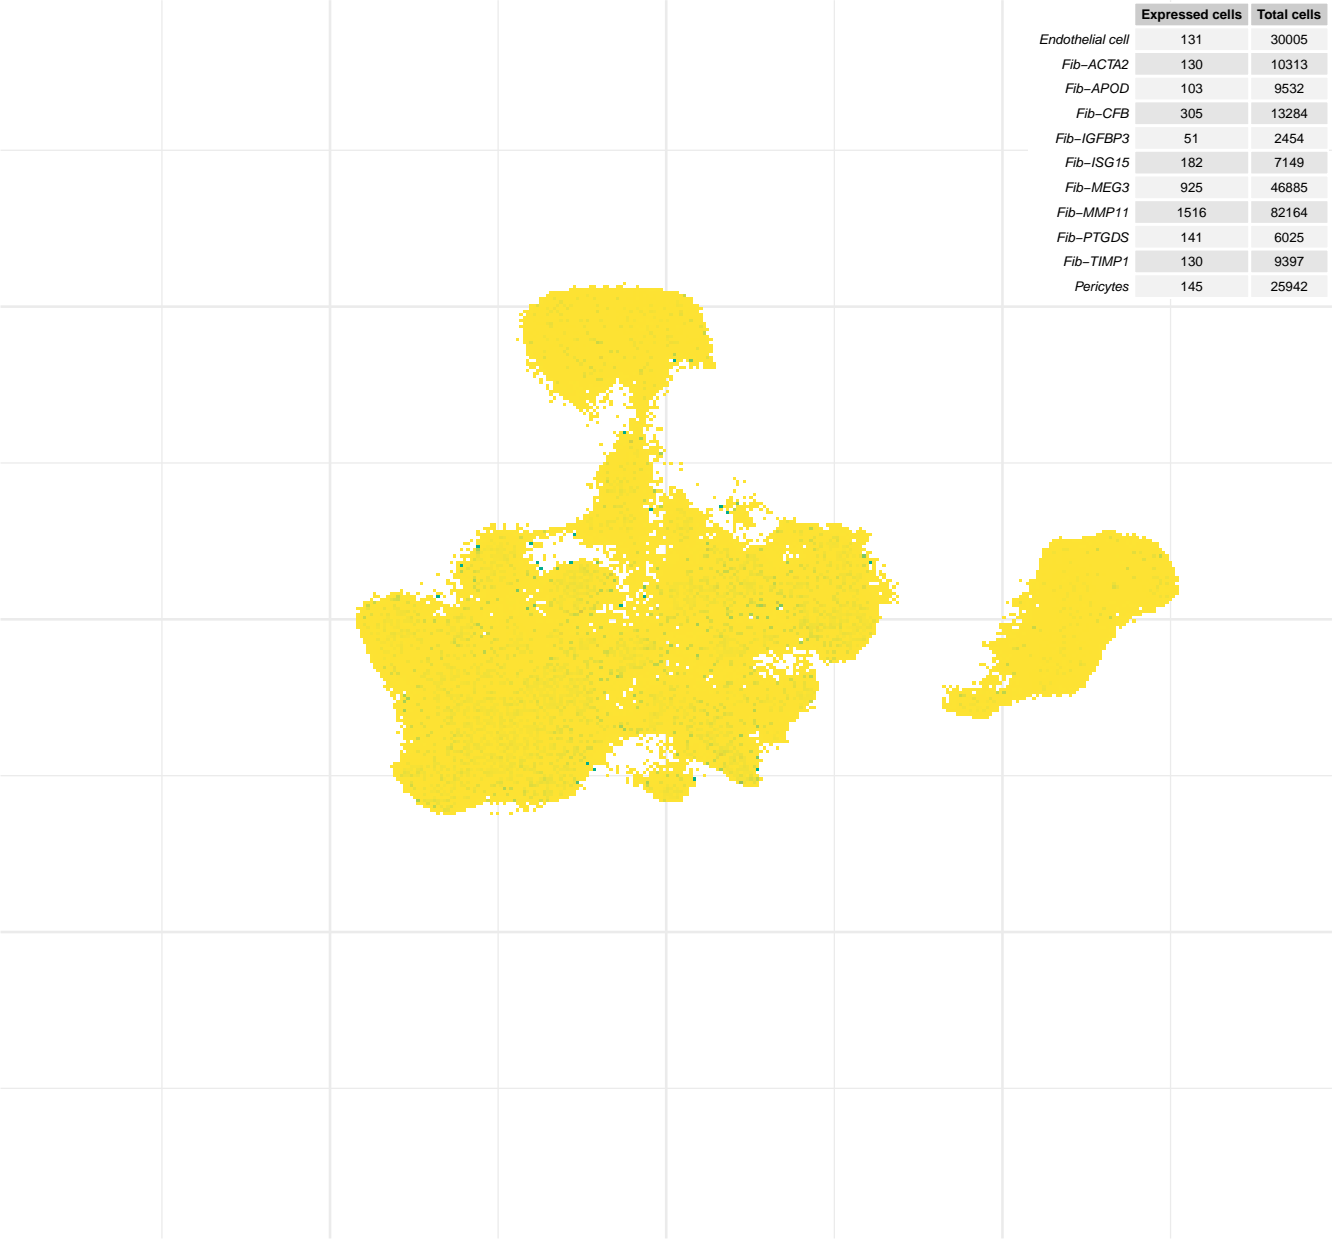 Expressed cells Total cells
Endothelial cell 131 30005
Fib−ACTA2 130 10313
Fib−APOD 103 9532
Fib−CFB 305 13284
Fib−IGFBP3 51 2454
Fib−ISG15 182 7149
Fib−MEG3 925 46885
Fib−MMP11 1516 82164
Fib−PTGDS 141 6025
Fib−TIMP1 130 9397
Pericytes 145 25942